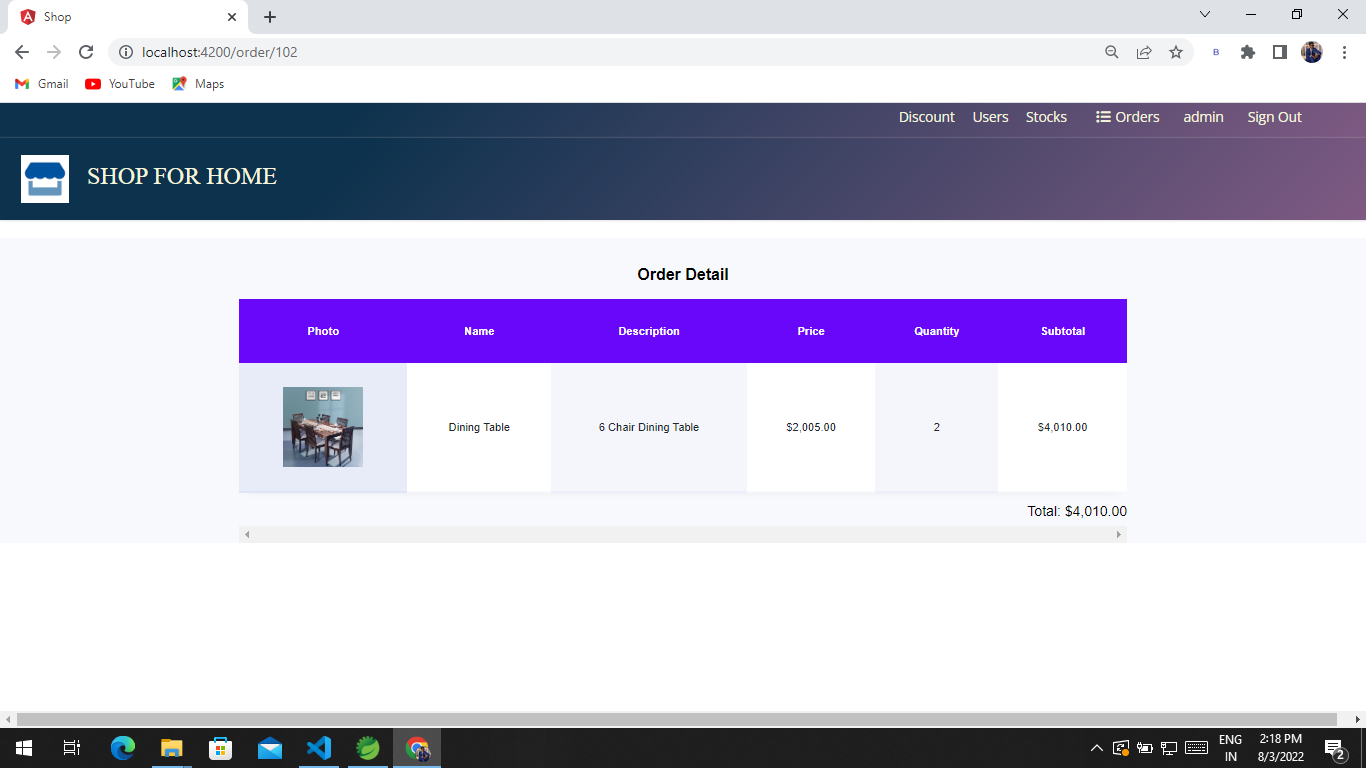 Shop
localhost:4200/order/102
B
Gmail YouTube Maps
Discount Users Stocks Orders admin Sign Out
SHOP FOR HOME
Order Detail
Photo Name Description Price Quantity Subtotal
Dining Table 6 Chair Dining Table $2,005.00 2 $4,010.00
Total: $4,010.00
ENG 2:18 PM
IN 8/3/2022 2